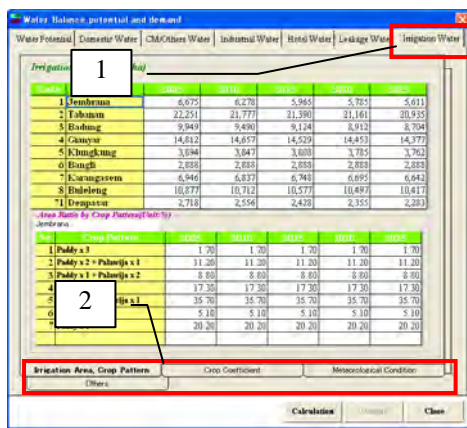 Water Balance potential and demand
Water Potential Domestic Water CM/Others Water Industrial Water Hotel Water Leakage Water Irrigation Water
1
Irrigation ha)
1 Jembrana 6,675 6,278 5,965 5,785 5,611
2 Tabanan 22,251 21,777 21,390 21,161 20,935
3 Badung 9,949 9,490 9,124 8,912 8,704
4 Gianyar 14,812 14,657 14,529 14,453 14,377
5 Klungkung 3,894 3,847 3,808 3,785 3,762
6 Bangli 2,888 2,888 2,888 2,888 2,888
7 Karangasem 6,946 6,837 6,748 6,695 6,642
8 Buleleng 10,877 10,712 10,577 10,497 10,417
71 Denpasar 2,718 2,556 2,428 2,355 2,283
Area Ratio by Crop Pattern(Unit:%)
Jembrana
Crop Pattern
1 Paddy x 3 1.70 1.70 1.70 1.70 1.70
2 Paddy x 2 + Palawija x 1 11.20 11.20 11.20 11.20 11.20
3 Paddy x 1 + Palawija x 2 8.80 8.80 8.80 8.80 8.80
4 17.30 17.30 17.30 17.30 17.30
5 x 1 35.70 35.70 35.70 35.70 35.70
6 5.10 5.10 5.10 5.10 5.10
20.20 20.20 20.20 20.20 20.20
2
Irrigation Area, Crop Pattern Crop Coefficient Meteorological Condition
Others
Calculation Close